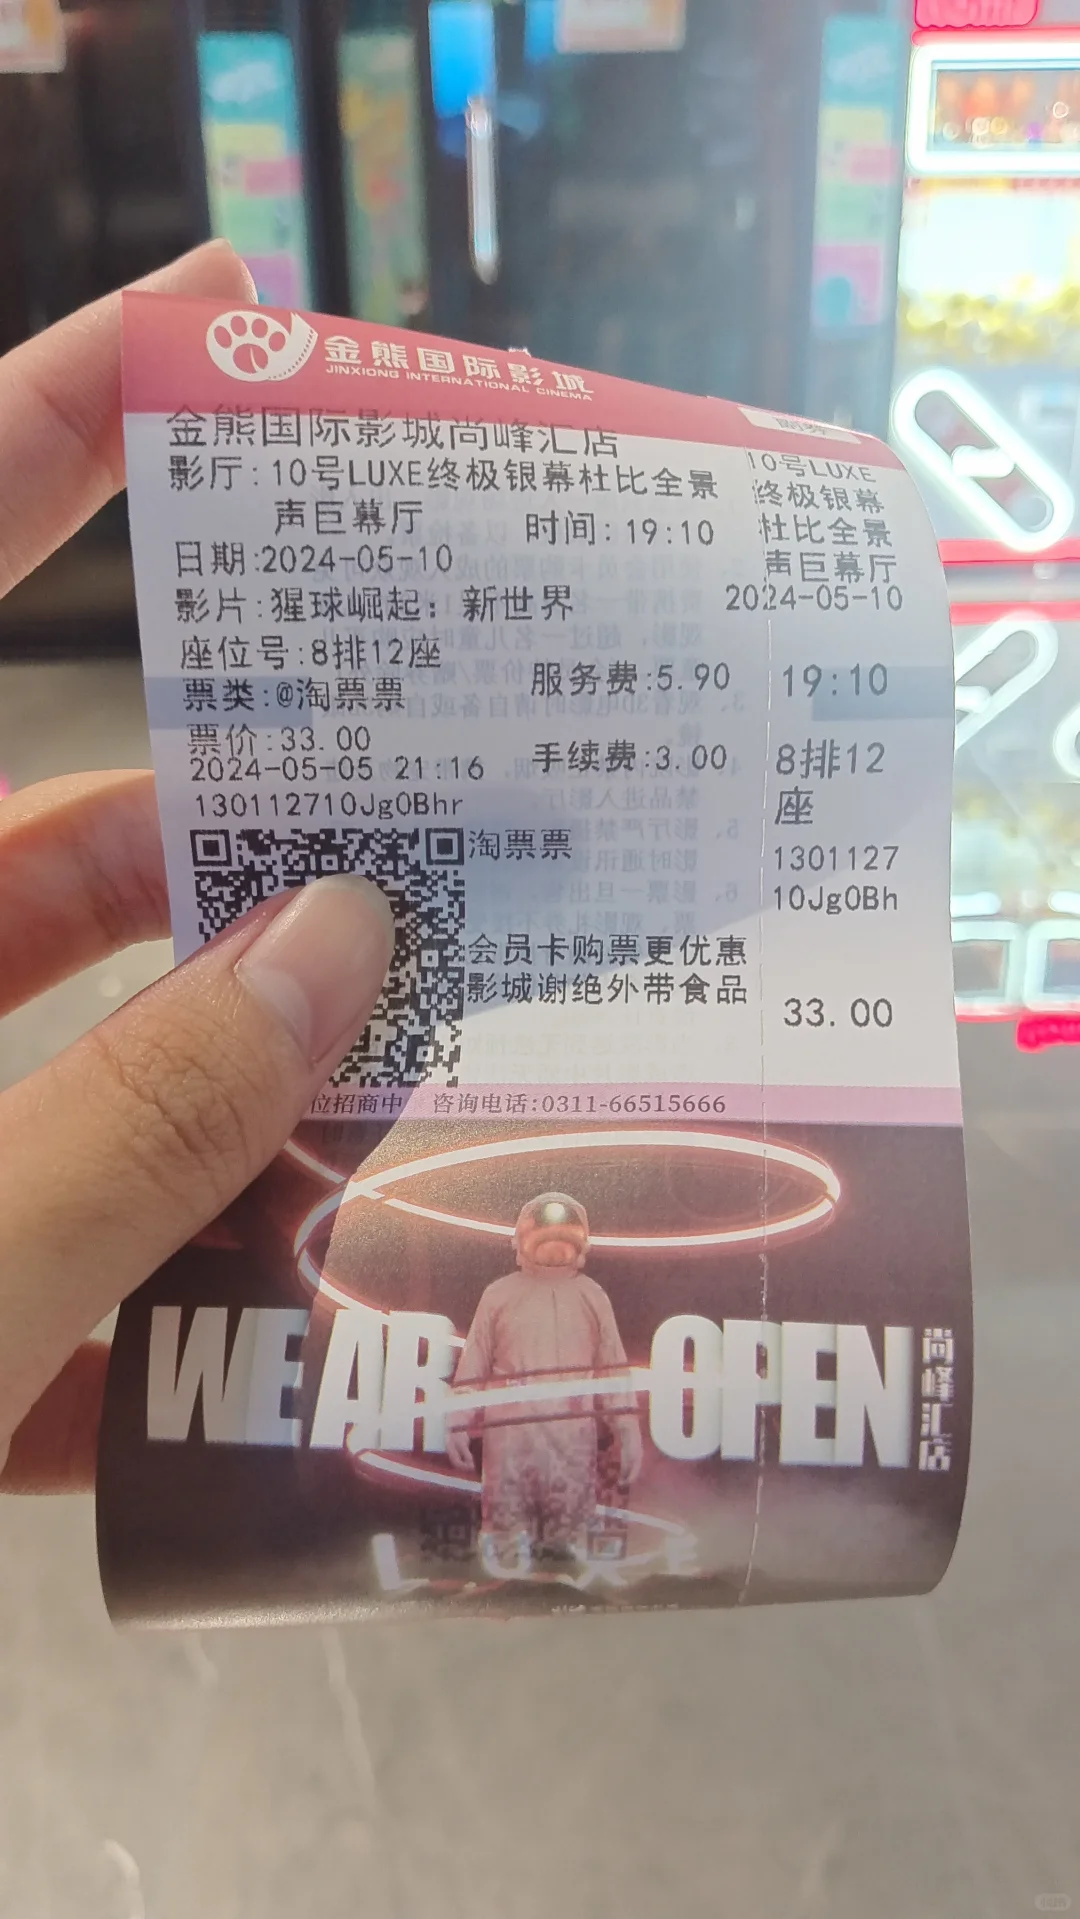 金熊国际影城
JINXIONG INTERNATIONAL CINEMA
金熊国际影城尚峰汇店
影厅:10号LUXE终极银幕杜比全景
声巨幕厅
时间:19:10
日期:2024-05-10
影片:猩球崛起:新世界
座位号:8排12座
票类:@淘票票
服务费:5.90
票价:33.00
手续费:3.00
2024-05-05 21 16
130112710Jg0Bhr
淘票票
会员卡购票更优惠
影城谢绝外带食品
副券
10号LUXE
终极银幕
杜比全景
声巨幕厅
2024-05-10
19:10
8排12
座
1301127
10Jg0Bh
33.00
位招商中 咨询电话:0311-66515666
WE ARE OPEN
尚峰汇店
LUXE